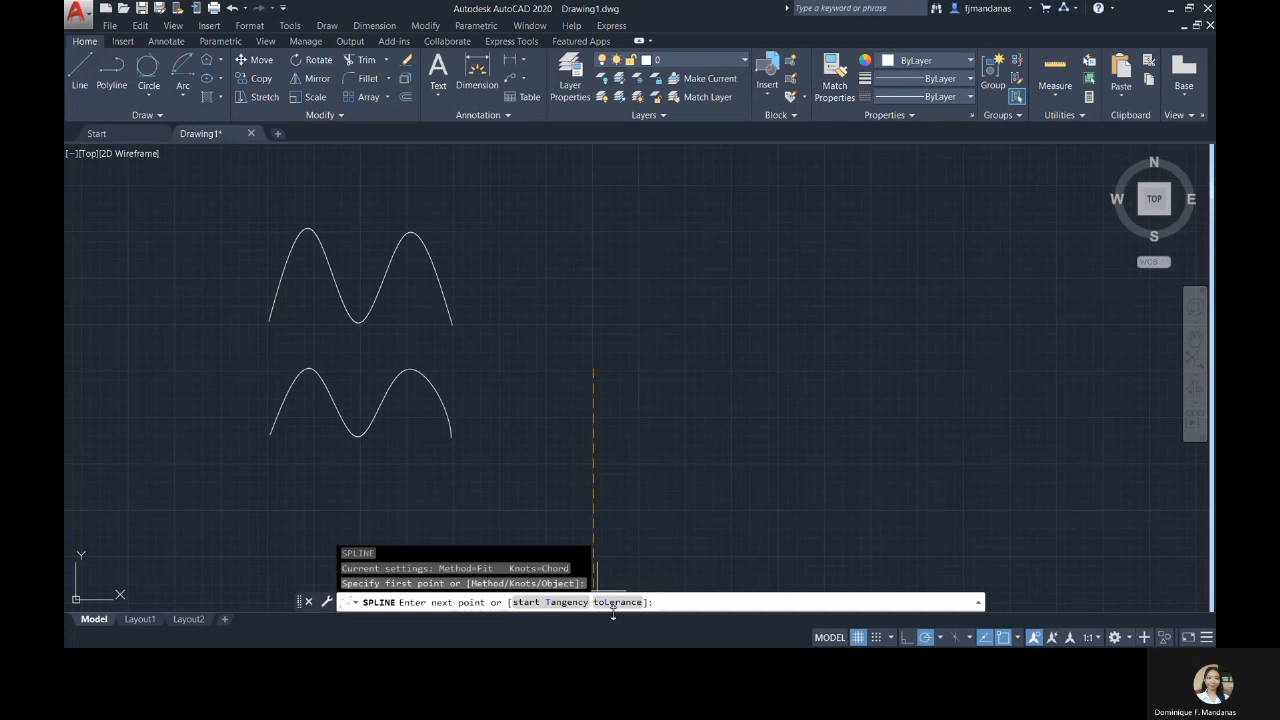 A Autodesk AutoCAD 2020 Drawing1.dwg Type a keyword or phrase fjmandanas
File Edit View Insert Format Tools Draw Dimension Modify Parametric Window Help Express
Home Insert Annotate Parametric View Manage Output Add-ins Collaborate Express Tools Featured Apps
Line Polyline Circle Arc
Move Rotate Trim
Copy Mirror Fillet
Stretch Scale Array
Text Dimension Table
Layer Properties
0
Make Current
Match Layer
Insert
Match Properties
ByLayer
ByLayer
ByLayer
Group Measure Paste Base
Draw Modify Annotation Layers Block Properties Groups Utilities Clipboard View
Start Drawing1*
[−][Top][2D Wireframe]
N
W TOP E
S
WCS
Y
X
SPLINE
Current settings: Method=Fit Knots=Chord
Specify first point or [Method/Knots/Object]:
SPLINE Enter next point or [start Tangency toLerance]:
Model Layout1 Layout2 +
MODEL 1:1
Dominique F. Mandanas